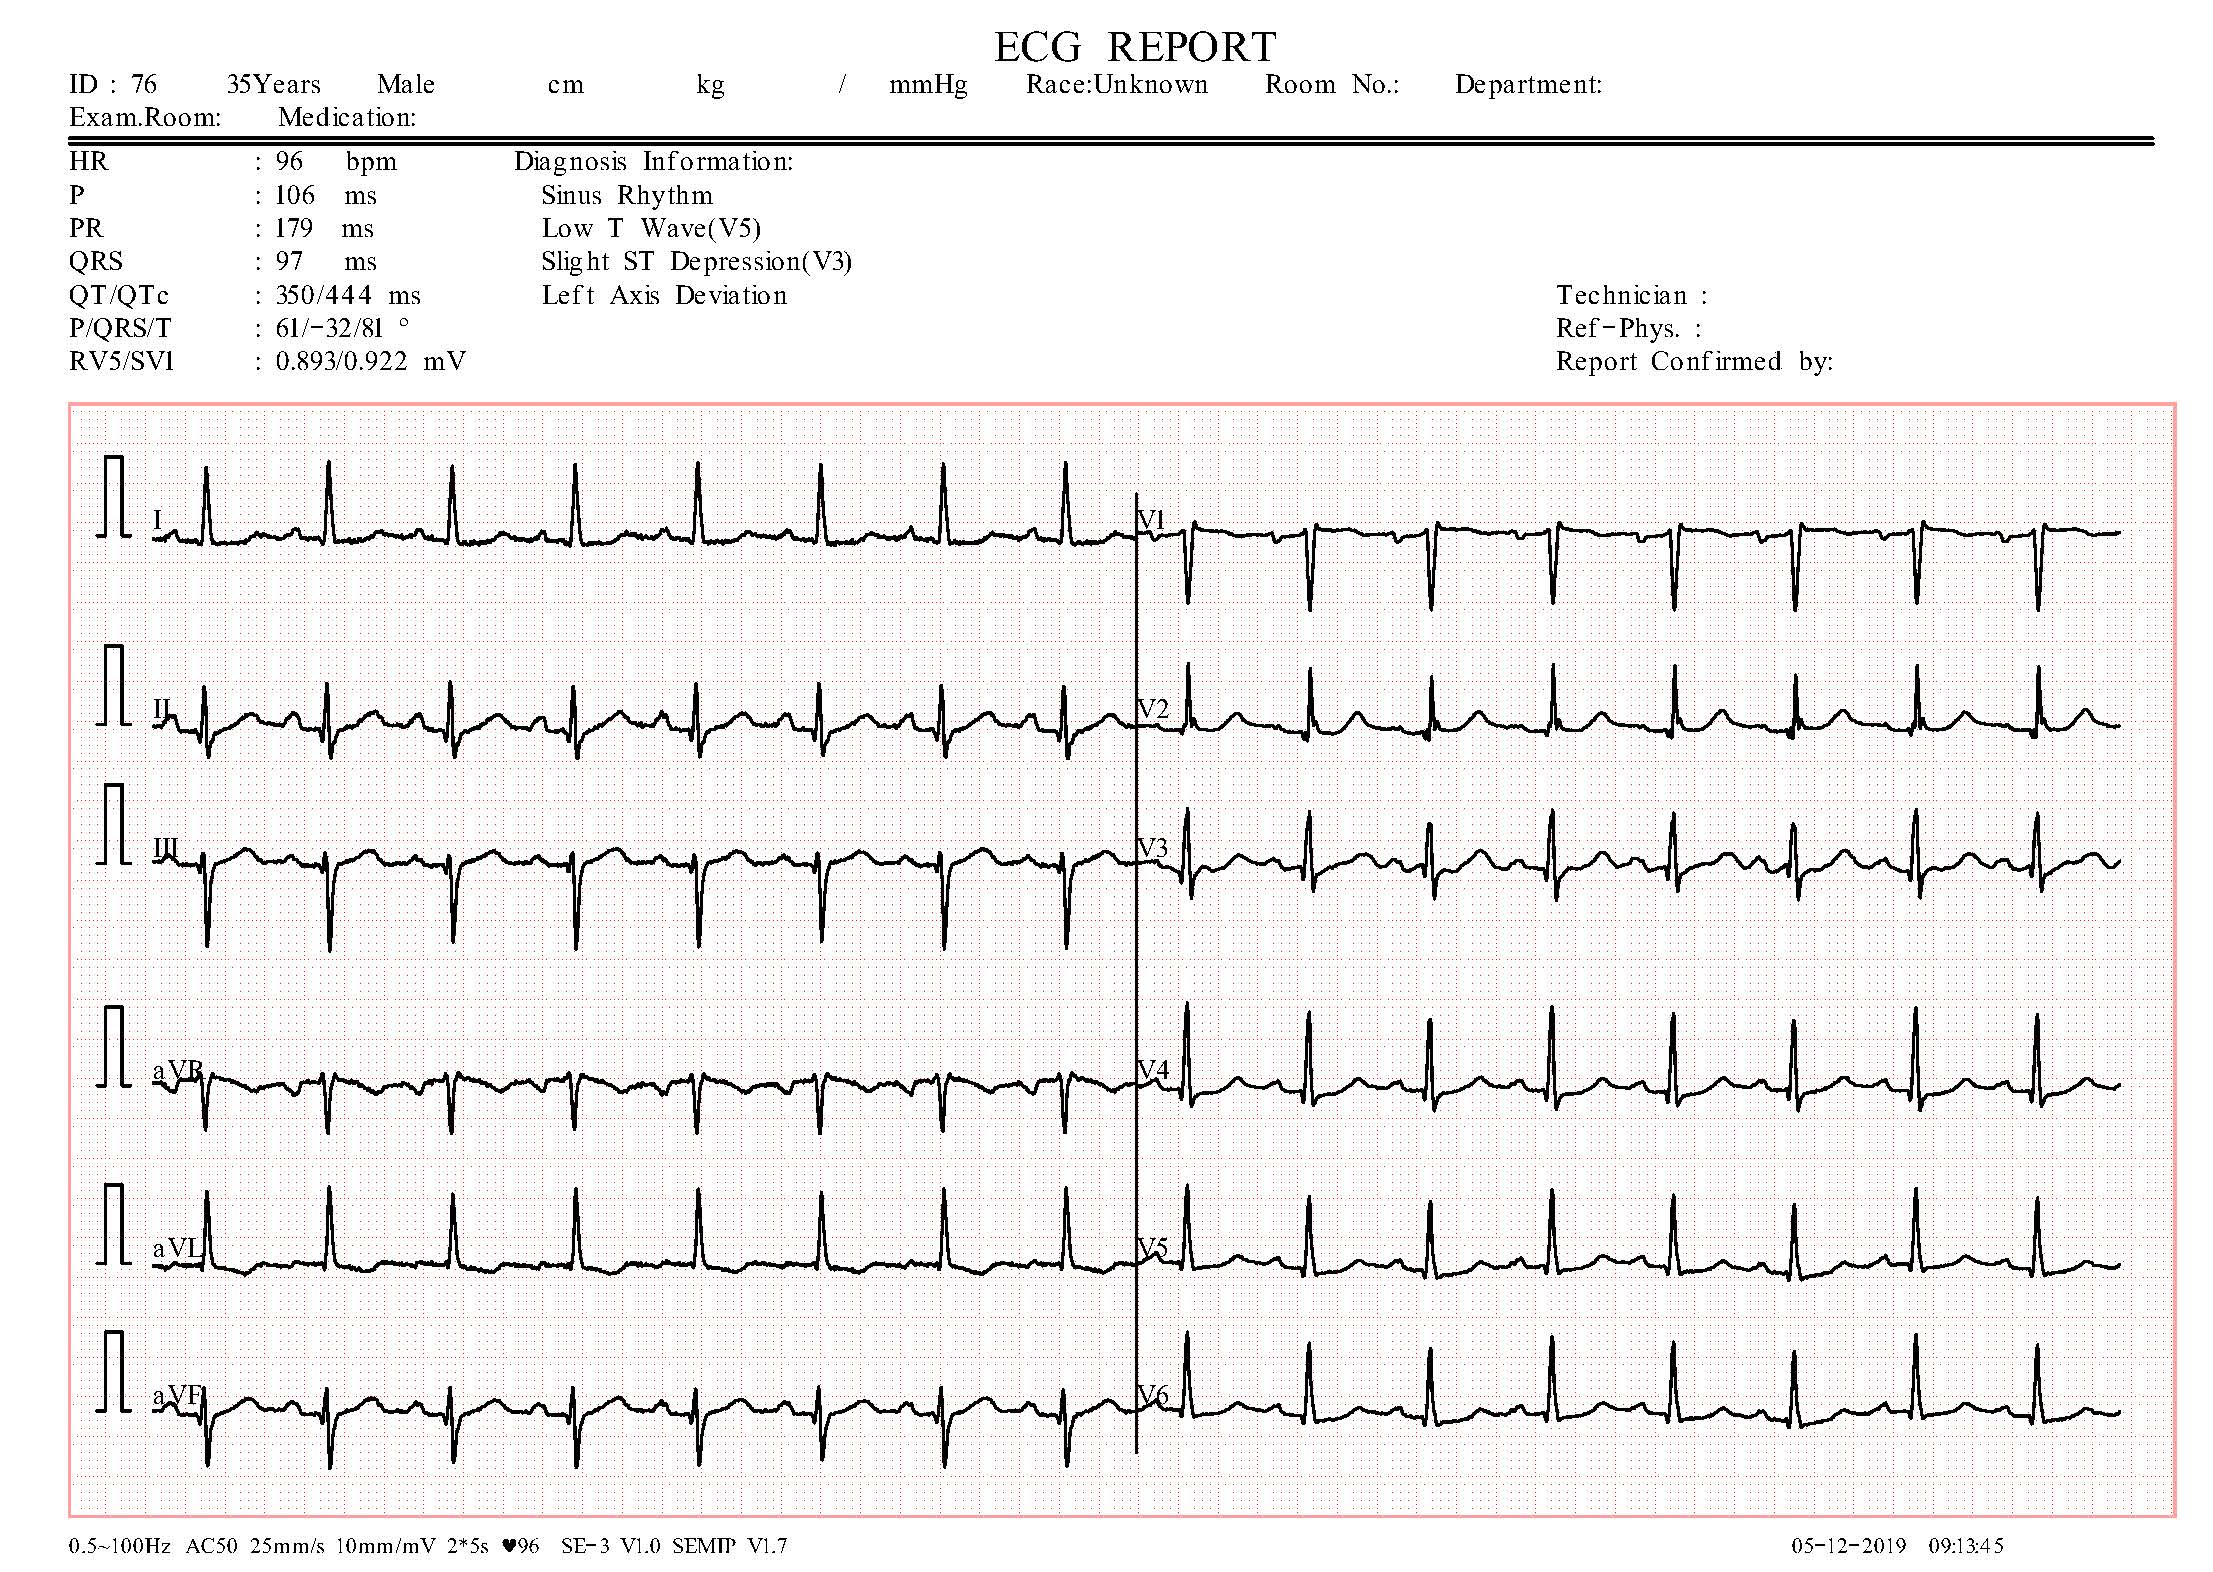 ECG REPORT
ID : 76 35Years Male cm kg / mmHg Race:Unknown Room No.: Department:
Exam.Room: Medication:
HR : 96 bpm Diagnosis Information:
P : 106 ms Sinus Rhythm
PR : 179 ms Low T Wave(V5)
QRS : 97 ms Slight ST Depression(V3)
QT/QTc : 350/444 ms Left Axis Deviation Technician :
P/QRS/T : 61/-32/81 ° Ref-Phys. :
RV5/SV1 : 0.893/0.922 mV Report Confirmed by:
I V1
II V2
III V3
aVR V4
aVL V5
aVF V6
0.5~100Hz AC50 25mm/s 10mm/mV 2*5s ♥96 SE-3 V1.0 SEMIP V1.7 05-12-2019 09:13:45